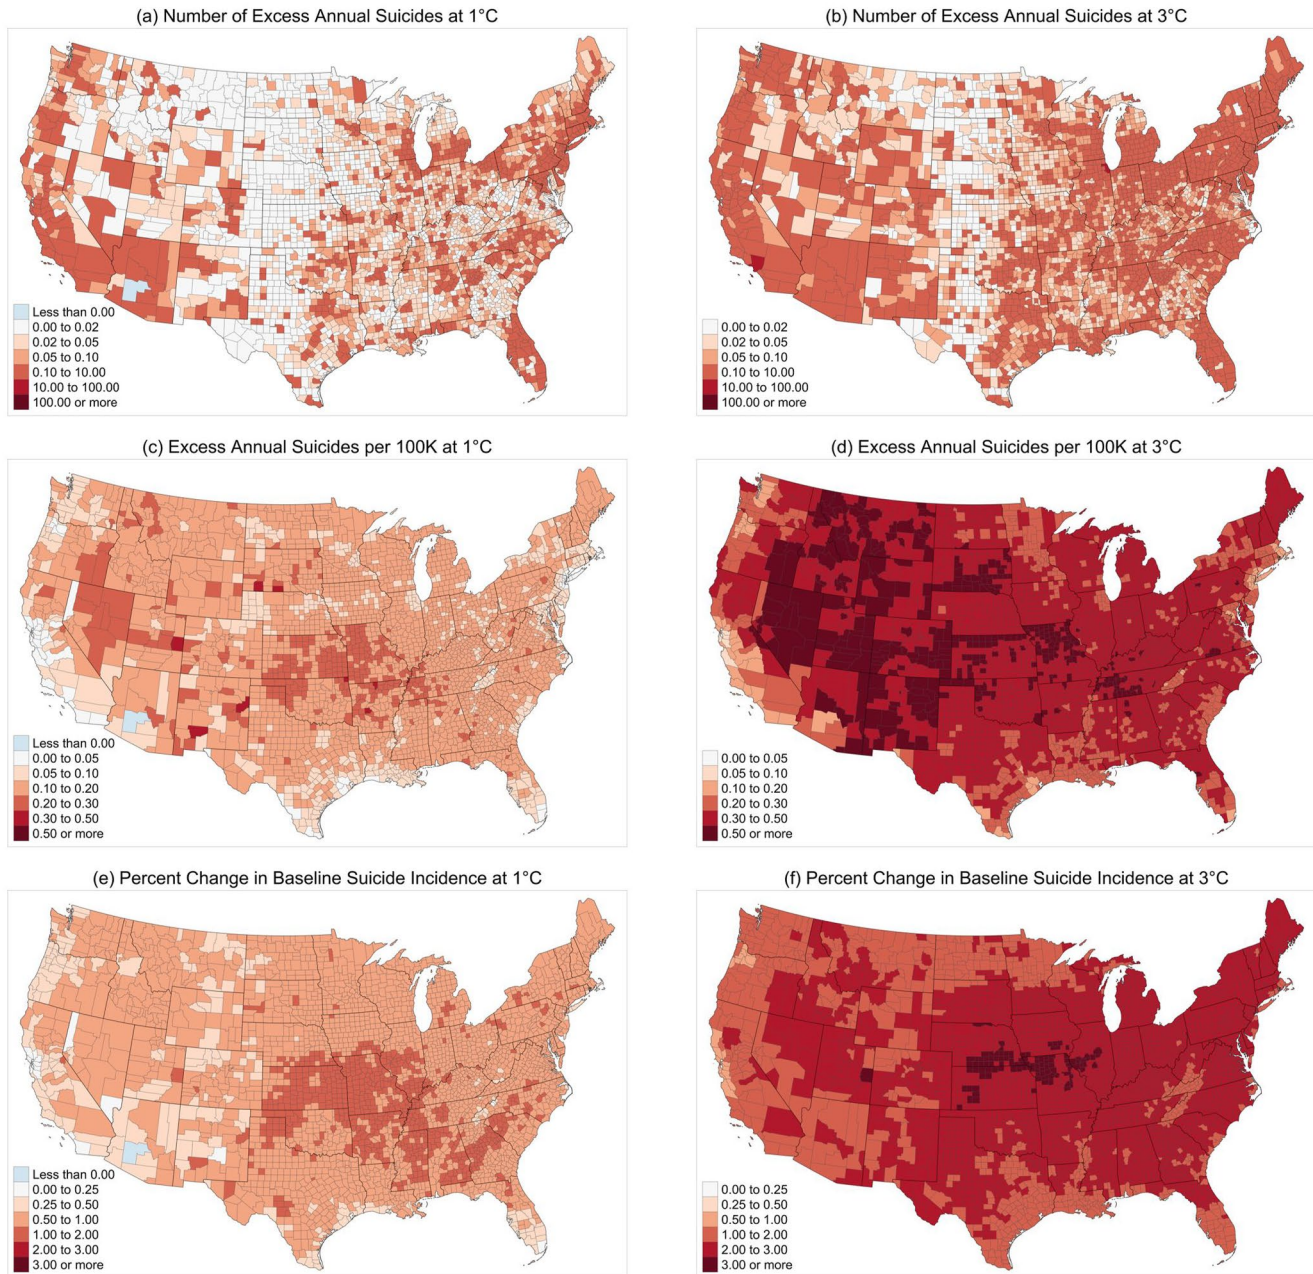 (a) Number of Excess Annual Suicides at 1°C
Less than 0.00
0.00 to 0.02
0.02 to 0.05
0.05 to 0.10
0.10 to 10.00
10.00 to 100.00
100.00 or more
(b) Number of Excess Annual Suicides at 3°C
0.00 to 0.02
0.02 to 0.05
0.05 to 0.10
0.10 to 10.00
10.00 to 100.00
100.00 or more
(c) Excess Annual Suicides per 100K at 1°C
Less than 0.00
0.00 to 0.05
0.05 to 0.10
0.10 to 0.20
0.20 to 0.30
0.30 to 0.50
0.50 or more
(d) Excess Annual Suicides per 100K at 3°C
0.00 to 0.05
0.05 to 0.10
0.10 to 0.20
0.20 to 0.30
0.30 to 0.50
0.50 or more
(e) Percent Change in Baseline Suicide Incidence at 1°C
Less than 0.00
0.00 to 0.25
0.25 to 0.50
0.50 to 1.00
1.00 to 2.00
2.00 to 3.00
3.00 or more
(f) Percent Change in Baseline Suicide Incidence at 3°C
0.00 to 0.25
0.25 to 0.50
0.50 to 1.00
1.00 to 2.00
2.00 to 3.00
3.00 or more